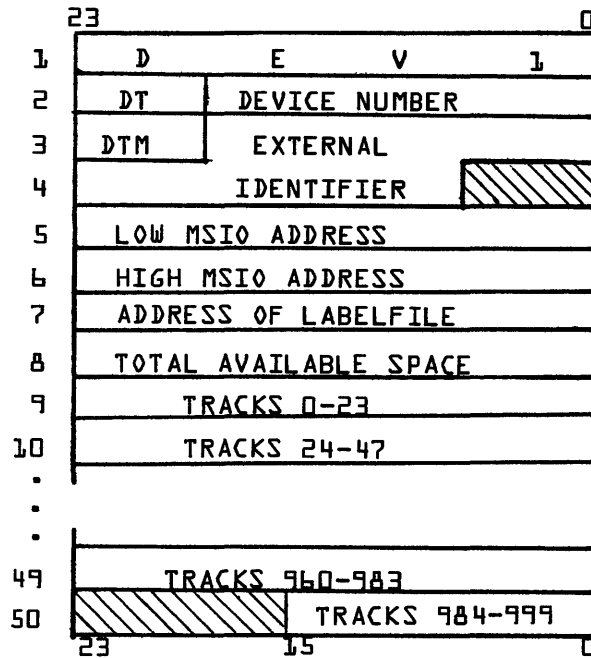 23 0
1 D E V 1
2 DT DEVICE NUMBER
3 DTM EXTERNAL
4 IDENTIFIER
5 LOW MSIO ADDRESS
6 HIGH MSIO ADDRESS
7 ADDRESS OF LABELFILE
8 TOTAL AVAILABLE SPACE
9 TRACKS 0-23
10 TRACKS 24-47
.
.
.
49 TRACKS 960-983
50 TRACKS 984-999
23 15 0